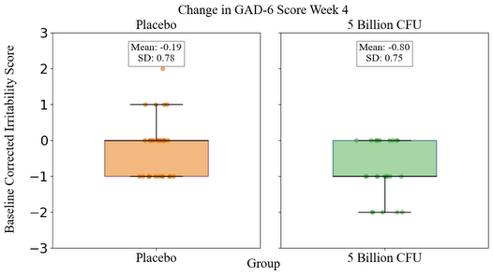 Change in GAD-6 Score Week 4
Placebo
5 Billion CFU
Mean: -0.19
SD: 0.78
Mean: -0.80
SD: 0.75
Baseline Corrected Irritability Score
3
2
1
0
−1
−2
−3
Placebo
5 Billion CFU
Group